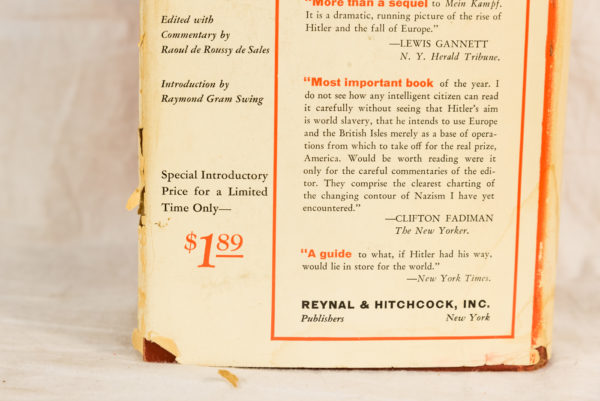 Edited with
Commentary by
Raoul de Roussy de Sales
Introduction by
Raymond Gram Swing
Special Introductory
Price for a Limited
Time Only—
$1.89
"More than a sequel to Mein Kampf.
It is a dramatic, running picture of the rise of
Hitler and the fall of Europe."
—LEWIS GANNETT
N. Y. Herald Tribune.
"Most important book of the year. I
do not see how any intelligent citizen can read
it carefully without seeing that Hitler's aim
is world slavery, that he intends to use Europe
and the British Isles merely as a base of opera-
tions from which to take off for the real prize,
America. Would be worth reading were it
only for the careful commentaries of the edi-
tor. They comprise the clearest charting of
the changing contour of Nazism I have yet
encountered."
—CLIFTON FADIMAN
The New Yorker.
"A guide to what, if Hitler had his way,
would lie in store for the world."
—New York Times.
REYNAL & HITCHCOCK, INC.
Publishers New York